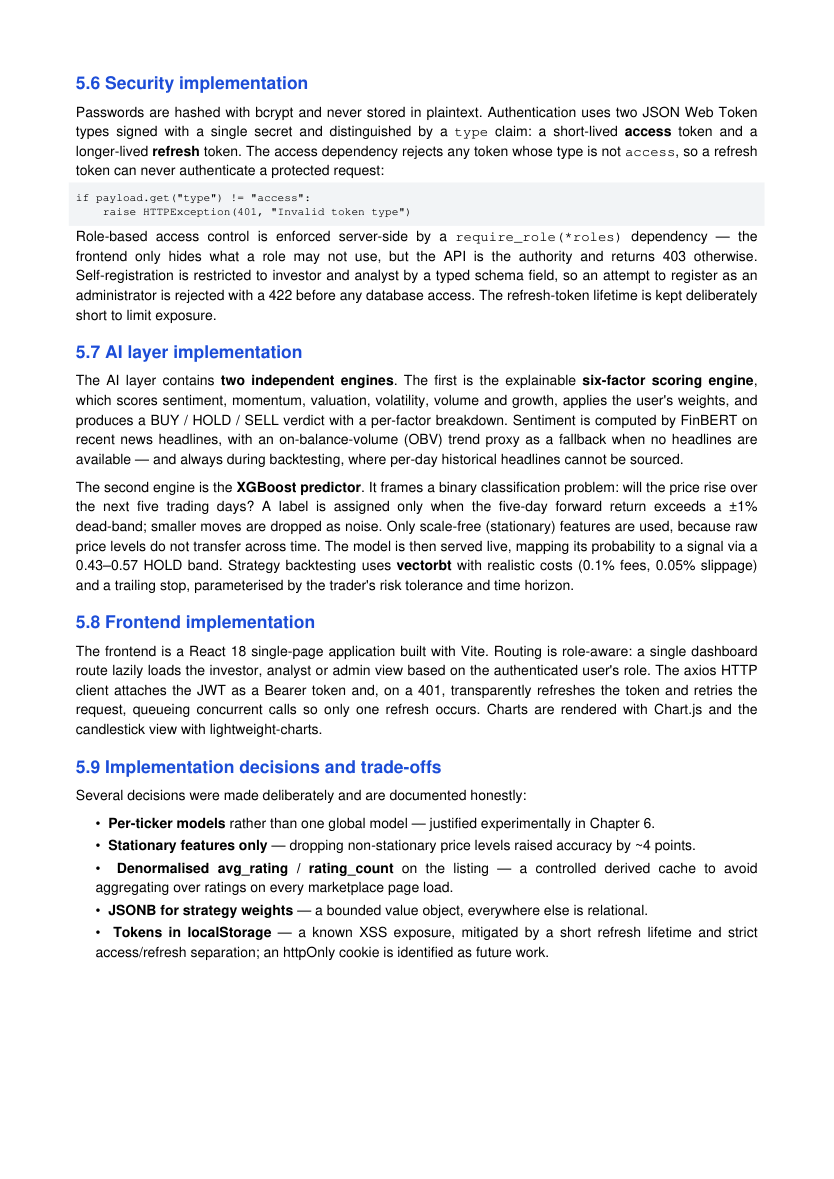 5.6 Security implementation
Passwords are hashed with bcrypt and never stored in plaintext. Authentication uses two JSON Web Token
types signed with a single secret and distinguished by a type claim: a short-lived access token and a
longer-lived refresh token. The access dependency rejects any token whose type is not access, so a refresh
token can never authenticate a protected request:
if payload.get("type") != "access":
    raise HTTPException(401, "Invalid token type")
Role-based access control is enforced server-side by a require_role(*roles) dependency — the
frontend only hides what a role may not use, but the API is the authority and returns 403 otherwise.
Self-registration is restricted to investor and analyst by a typed schema field, so an attempt to register as an
administrator is rejected with a 422 before any database access. The refresh-token lifetime is kept deliberately
short to limit exposure.
5.7 AI layer implementation
The AI layer contains two independent engines. The first is the explainable six-factor scoring engine,
which scores sentiment, momentum, valuation, volatility, volume and growth, applies the user's weights, and
produces a BUY / HOLD / SELL verdict with a per-factor breakdown. Sentiment is computed by FinBERT on
recent news headlines, with an on-balance-volume (OBV) trend proxy as a fallback when no headlines are
available — and always during backtesting, where per-day historical headlines cannot be sourced.
The second engine is the XGBoost predictor. It frames a binary classification problem: will the price rise over
the next five trading days? A label is assigned only when the five-day forward return exceeds a ±1%
dead-band; smaller moves are dropped as noise. Only scale-free (stationary) features are used, because raw
price levels do not transfer across time. The model is then served live, mapping its probability to a signal via a
0.43–0.57 HOLD band. Strategy backtesting uses vectorbt with realistic costs (0.1% fees, 0.05% slippage)
and a trailing stop, parameterised by the trader's risk tolerance and time horizon.
5.8 Frontend implementation
The frontend is a React 18 single-page application built with Vite. Routing is role-aware: a single dashboard
route lazily loads the investor, analyst or admin view based on the authenticated user's role. The axios HTTP
client attaches the JWT as a Bearer token and, on a 401, transparently refreshes the token and retries the
request, queueing concurrent calls so only one refresh occurs. Charts are rendered with Chart.js and the
candlestick view with lightweight-charts.
5.9 Implementation decisions and trade-offs
Several decisions were made deliberately and are documented honestly:
• Per-ticker models rather than one global model — justified experimentally in Chapter 6.
• Stationary features only — dropping non-stationary price levels raised accuracy by ~4 points.
• Denormalised avg_rating / rating_count on the listing — a controlled derived cache to avoid
aggregating over ratings on every marketplace page load.
• JSONB for strategy weights — a bounded value object, everywhere else is relational.
• Tokens in localStorage — a known XSS exposure, mitigated by a short refresh lifetime and strict
access/refresh separation; an httpOnly cookie is identified as future work.